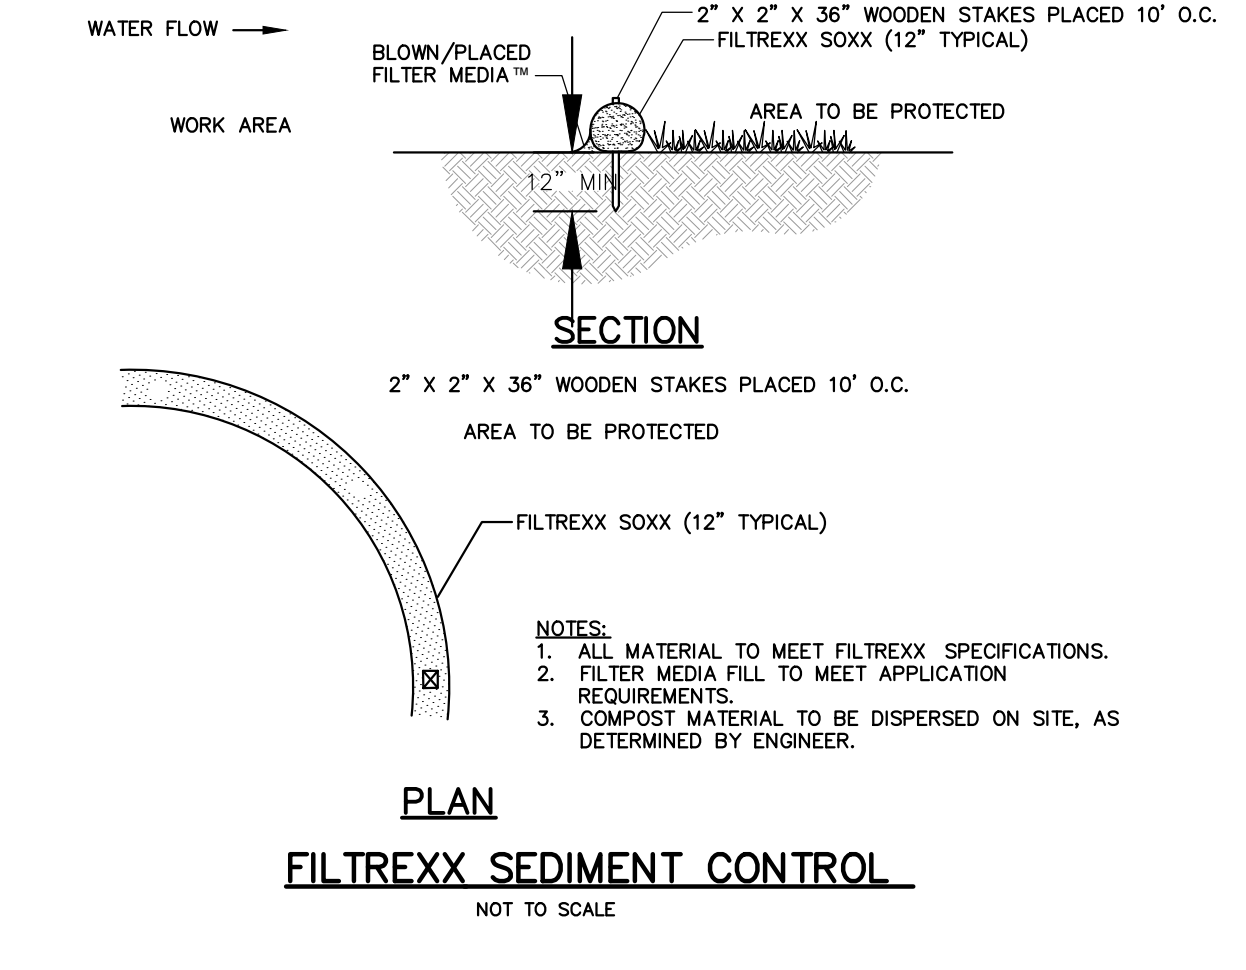 WATER FLOW
2" X 2" X 36" WOODEN STAKES PLACED 10' O.C.
FILTREXX SOXX (12" TYPICAL)
BLOWN/PLACED
FILTER MEDIA™
WORK AREA
AREA TO BE PROTECTED
12" MIN
SECTION
2" X 2" X 36" WOODEN STAKES PLACED 10' O.C.
AREA TO BE PROTECTED
FILTREXX SOXX (12" TYPICAL)
NOTES:
1. ALL MATERIAL TO MEET FILTREXX SPECIFICATIONS.
2. FILTER MEDIA FILL TO MEET APPLICATION
REQUIREMENTS.
3. COMPOST MATERIAL TO BE DISPERSED ON SITE, AS
DETERMINED BY ENGINEER.
PLAN
FILTREXX SEDIMENT CONTROL
NOT TO SCALE